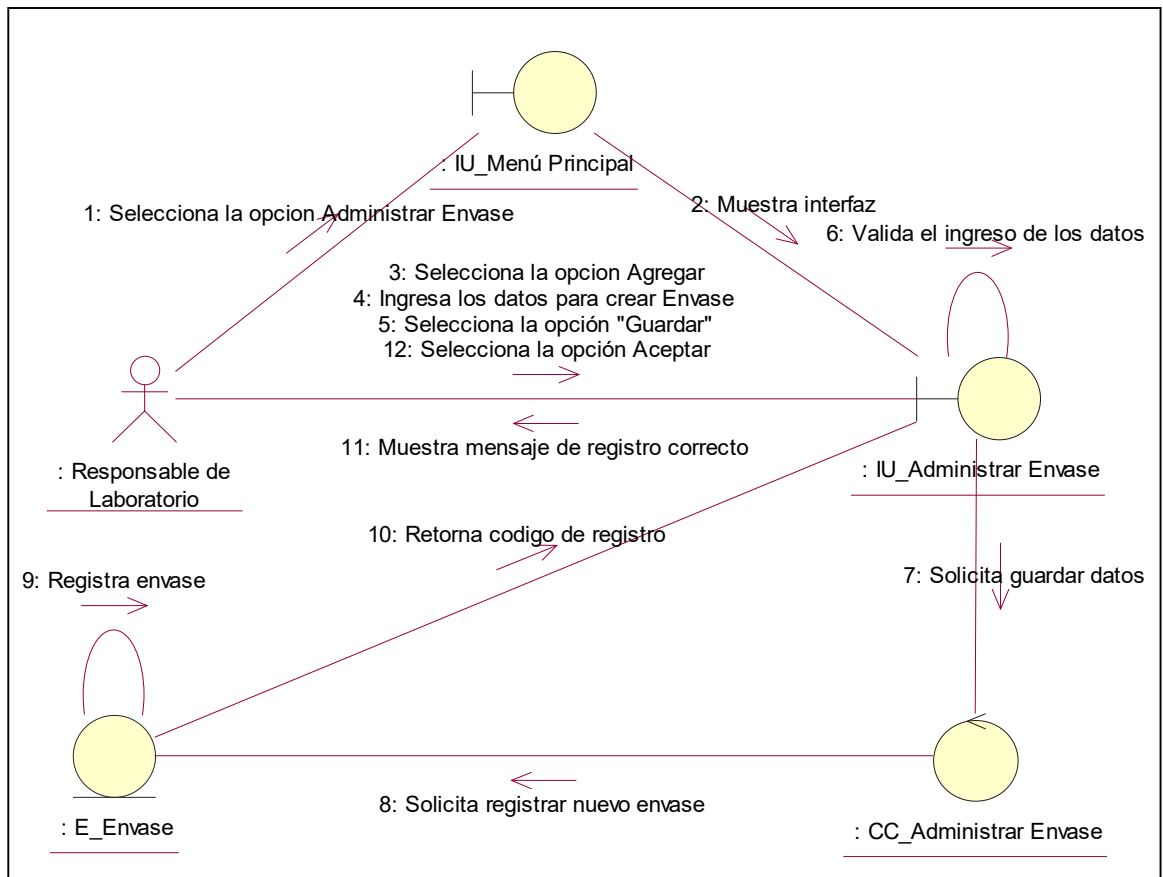 : IU_Menú Principal
1: Selecciona la opcion Administrar Envase
2: Muestra interfaz
6: Valida el ingreso de los datos
3: Selecciona la opcion Agregar
4: Ingresa los datos para crear Envase
5: Selecciona la opción "Guardar"
12: Selecciona la opción Aceptar
11: Muestra mensaje de registro correcto
: Responsable de
Laboratorio
: IU_Administrar Envase
10: Retorna codigo de registro
9: Registra envase
7: Solicita guardar datos
8: Solicita registrar nuevo envase
: E_Envase
: CC_Administrar Envase